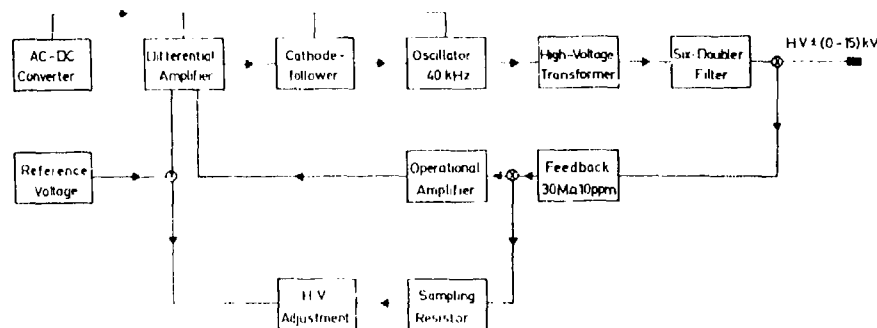 AC-DC
Converter
Differential
Amplifier
Cathode-
follower
Oscillator
40 kHz
High-Voltage
Transformer
Six-Doubler
Filter
HV ± (0-15) kV
Reference
Voltage
Operational
Amplifier
Feedback
30MΩ 10ppm
H V
Adjustment
Sampling
Resistor